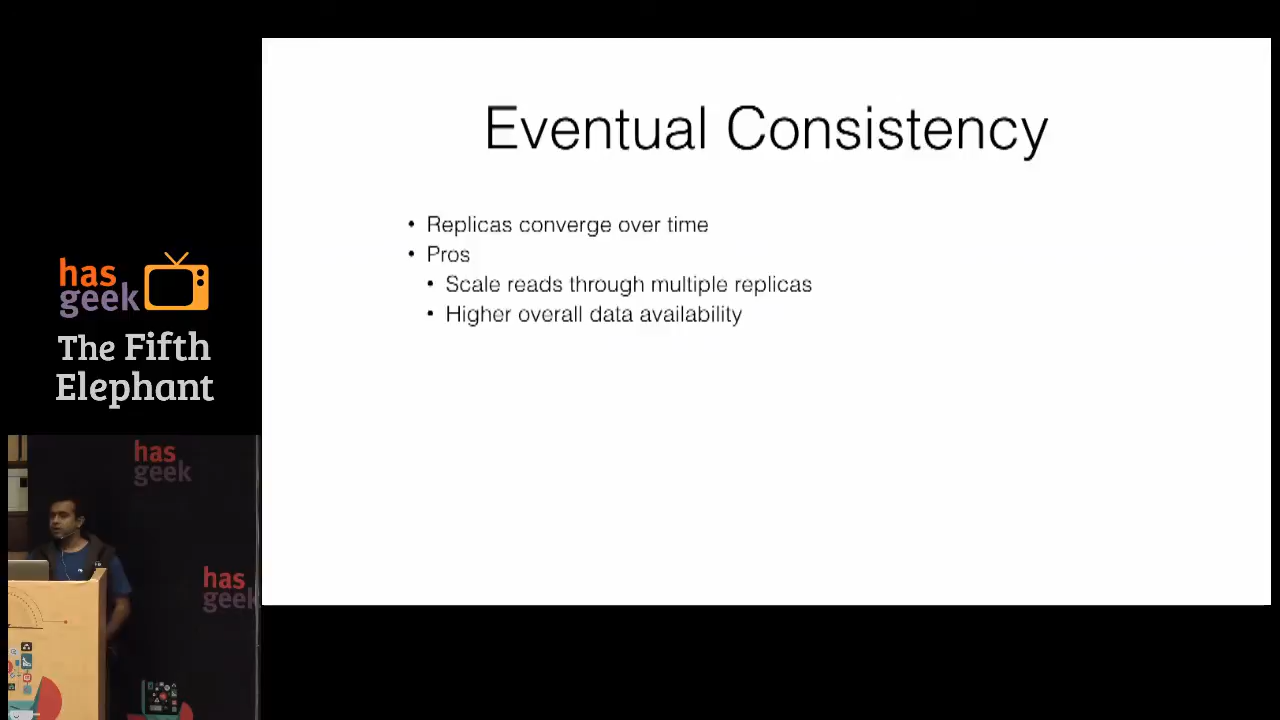 Eventual Consistency
• Replicas converge over time
• Pros
• Scale reads through multiple replicas
• Higher overall data availability
has
geek
The Fifth
Elephant
has
geek
has
geek